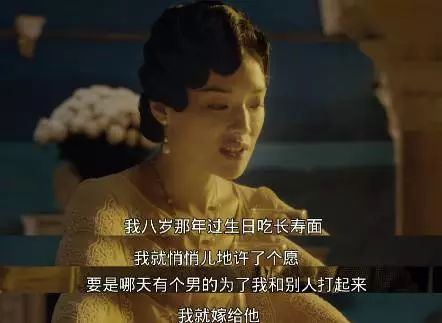 我八岁那年过生日吃长寿面
我就悄悄儿地许了个愿
要是哪天有个男的为了我和别人打起来
我就嫁给他